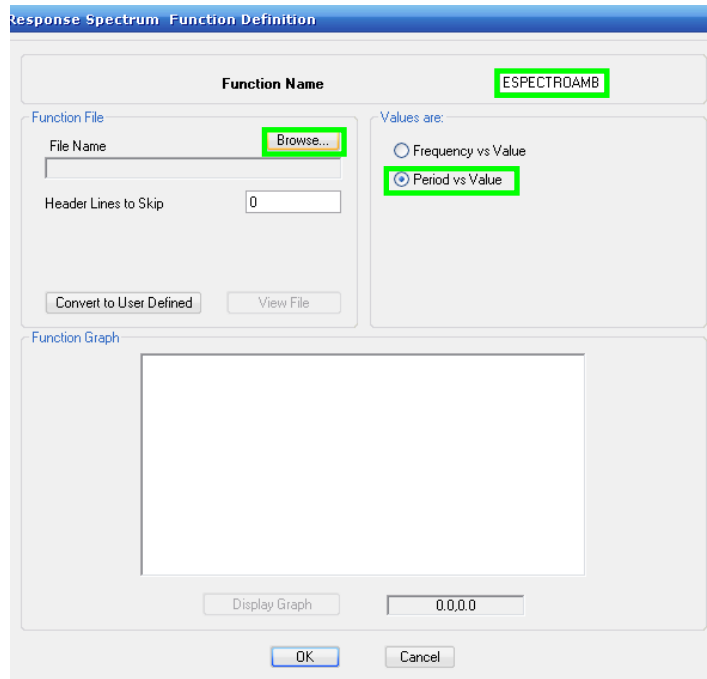 Response Spectrum Function Definition
Function Name
ESPECTROAMB
Function File
Values are:
File Name
Browse...
Frequency vs Value
Period vs Value
Header Lines to Skip
0
Convert to User Defined
View File
Function Graph
Display Graph
0.0,0.0
OK
Cancel